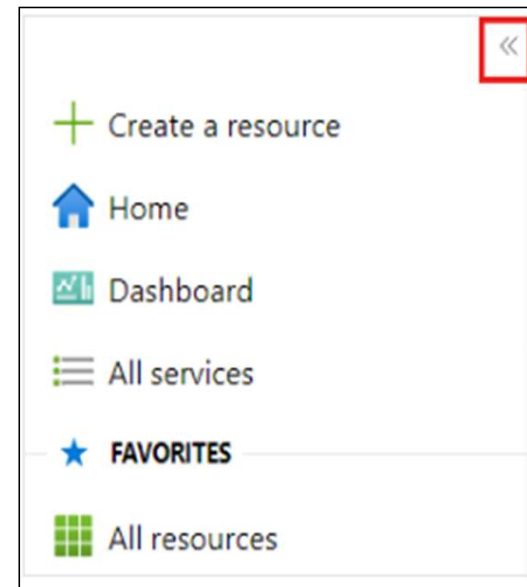 «
Create a resource
Home
Dashboard
All services
FAVORITES
All resources